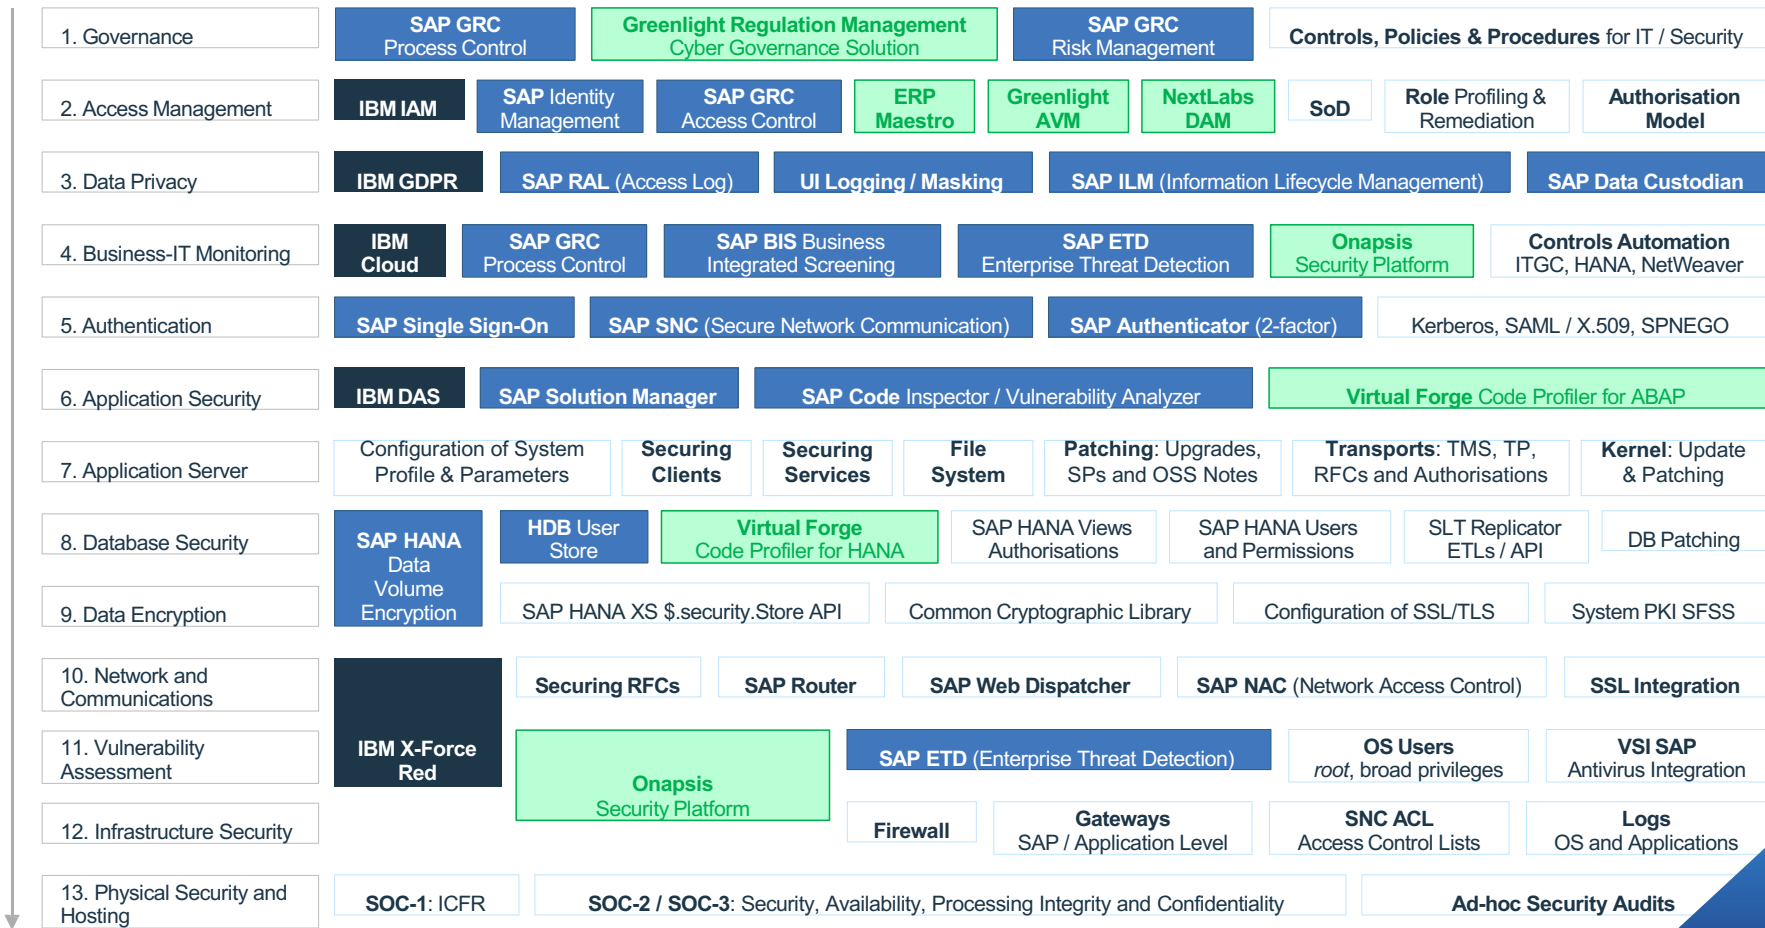 1. Governance
SAP GRC
Process Control
Greenlight Regulation Management
Cyber Governance Solution
SAP GRC
Risk Management
Controls, Policies & Procedures for IT / Security
2. Access Management
IBM IAM
SAP Identity
Management
SAP GRC
Access Control
ERP
Maestro
Greenlight
AVM
NextLabs
DAM
SoD
Role Profiling &
Remediation
Authorisation
Model
3. Data Privacy
IBM GDPR
SAP RAL (Access Log)
UI Logging / Masking
SAP ILM (Information Lifecycle Management)
SAP Data Custodian
4. Business-IT Monitoring
IBM
Cloud
SAP GRC
Process Control
SAP BIS Business
Integrated Screening
SAP ETD
Enterprise Threat Detection
Onapsis
Security Platform
Controls Automation
ITGC, HANA, NetWeaver
5. Authentication
SAP Single Sign-On
SAP SNC (Secure Network Communication)
SAP Authenticator (2-factor)
Kerberos, SAML / X.509, SPNEGO
6. Application Security
IBM DAS
SAP Solution Manager
SAP Code Inspector / Vulnerability Analyzer
Virtual Forge Code Profiler for ABAP
7. Application Server
Configuration of System
Profile & Parameters
Securing
Clients
Securing
Services
File
System
Patching: Upgrades,
SPs and OSS Notes
Transports: TMS, TP,
RFCs and Authorisations
Kernel: Update
& Patching
8. Database Security
SAP HANA
Data
Volume
Encryption
HDB User
Store
Virtual Forge
Code Profiler for HANA
SAP HANA Views
Authorisations
SAP HANA Users
and Permissions
SLT Replicator
ETLs / API
DB Patching
9. Data Encryption
SAP HANA XS $.security.Store API
Common Cryptographic Library
Configuration of SSL/TLS
System PKI SFSS
10. Network and
Communications
IBM X-Force
Red
Securing RFCs
SAP Router
SAP Web Dispatcher
SAP NAC (Network Access Control)
SSL Integration
11. Vulnerability
Assessment
Onapsis
Security Platform
SAP ETD (Enterprise Threat Detection)
OS Users
root, broad privileges
VSI SAP
Antivirus Integration
12. Infrastructure Security
Firewall
Gateways
SAP / Application Level
SNC ACL
Access Control Lists
Logs
OS and Applications
13. Physical Security and
Hosting
SOC-1: ICFR
SOC-2 / SOC-3: Security, Availability, Processing Integrity and Confidentiality
Ad-hoc Security Audits